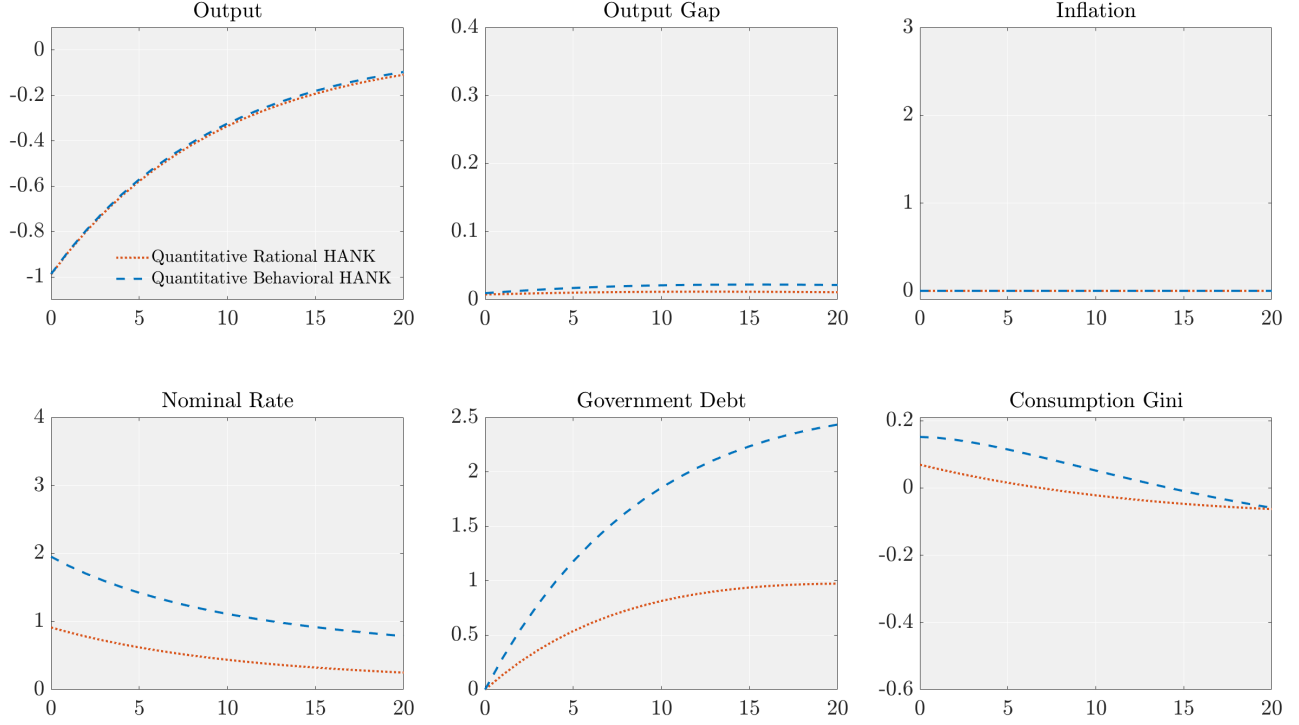 Output
0
-0.2
-0.4
-0.6
-0.8
-1
0 5 10 15 20
Quantitative Rational HANK
Quantitative Behavioral HANK
Output Gap
0.4
0.3
0.2
0.1
0
0 5 10 15 20
Inflation
3
2
1
0
0 5 10 15 20
Nominal Rate
4
3
2
1
0
0 5 10 15 20
Government Debt
2.5
2
1.5
1
0.5
0
0 5 10 15 20
Consumption Gini
0.2
0
-0.2
-0.4
-0.6
0 5 10 15 20